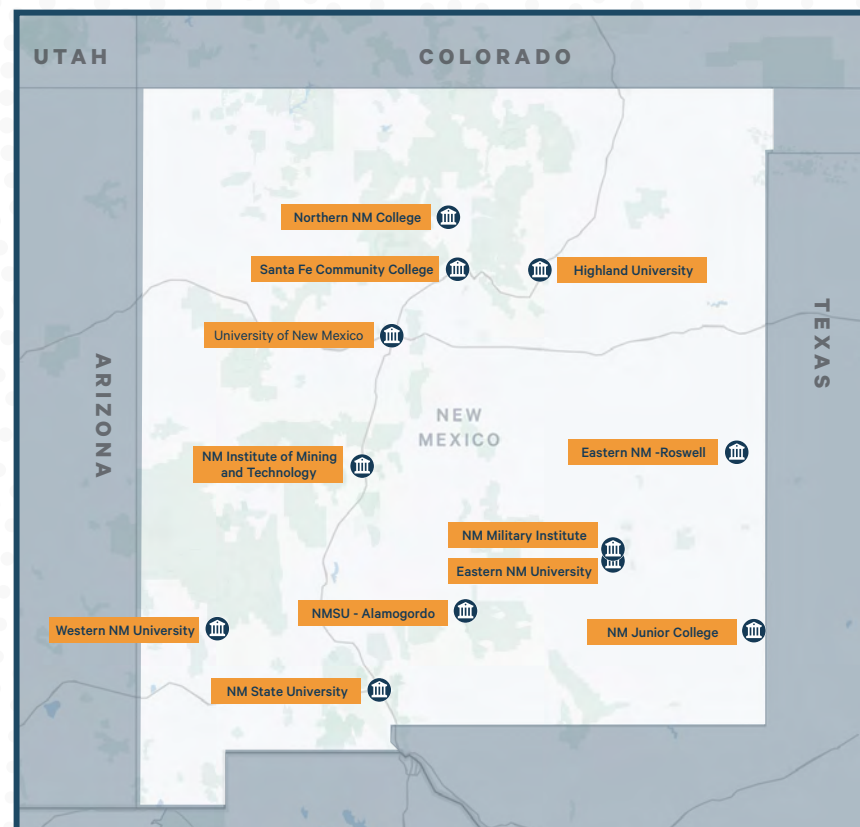 UTAH
COLORADO
Northern NM College
Santa Fe Community College
Highland University
University of New Mexico
TEXAS
ARIZONA
NEW
MEXICO
NM Institute of Mining
and Technology
Eastern NM -Roswell
NM Military Institute
Eastern NM University
NMSU - Alamogordo
Western NM University
NM Junior College
NM State University